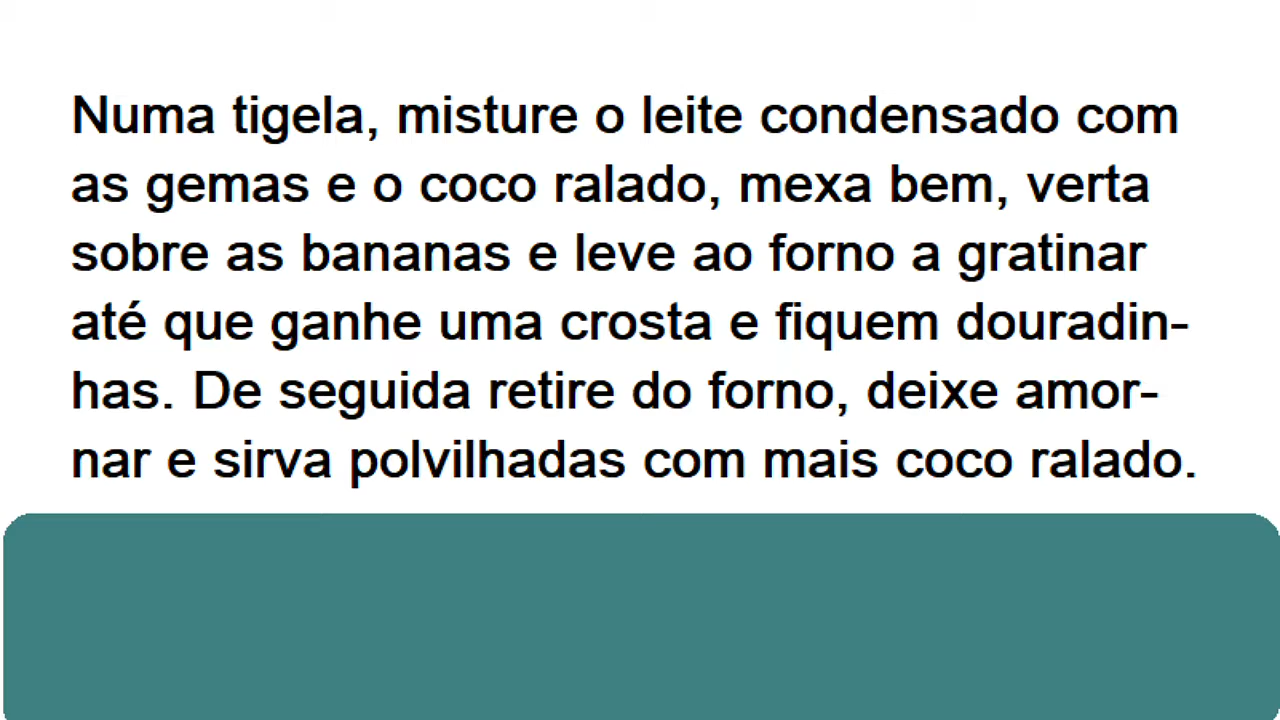 Numa tigela, misture o leite condensado com
as gemas e o coco ralado, mexa bem, verta
sobre as bananas e leve ao forno a gratinar
até que ganhe uma crosta e fiquem douradin-
has. De seguida retire do forno, deixe amor-
nar e sirva polvilhadas com mais coco ralado.